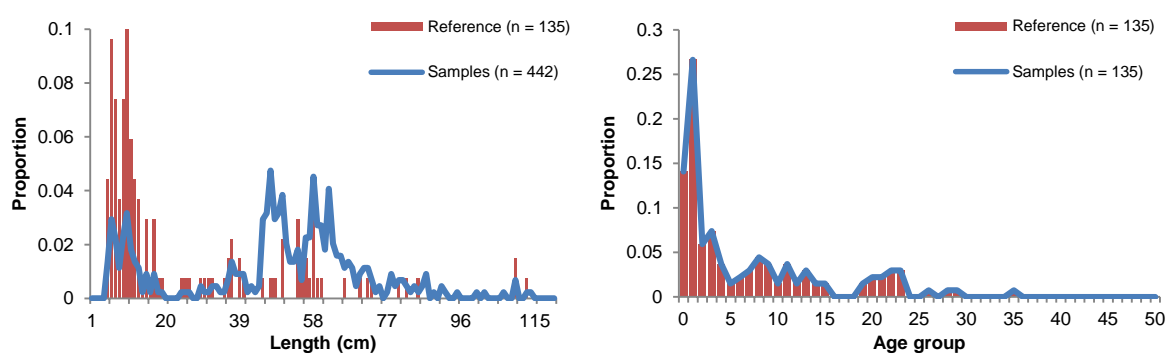 0.1
0.08
0.06
0.04
0.02
0
Proportion
Reference (n = 135)
Samples (n = 442)
1 20 39 58 77 96 115
Length (cm)
0.3
0.25
0.2
0.15
0.1
0.05
0
Proportion
Reference (n = 135)
Samples (n = 135)
0 5 10 15 20 25 30 35 40 45 50
Age group